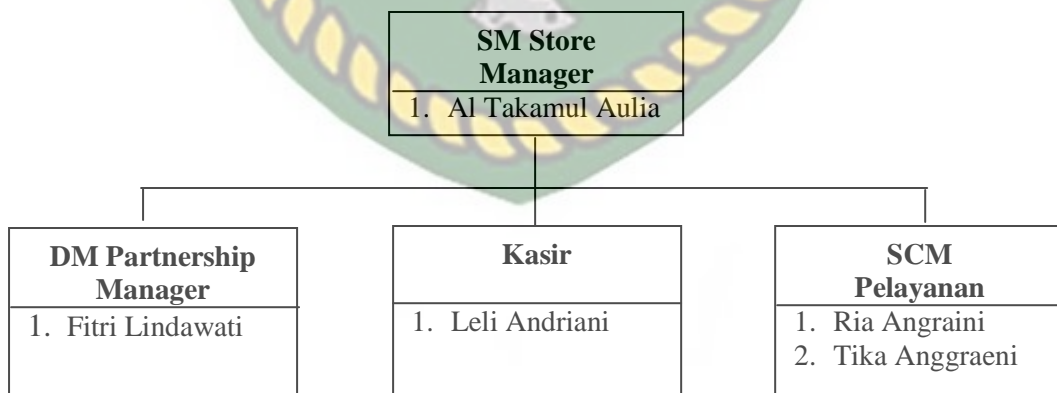 SM Store
Manager
1. Al Takamul Aulia
DM Partnership
Manager
1. Fitri Lindawati
Kasir
1. Leli Andriani
SCM
Pelayanan
1. Ria Angraini
2. Tika Anggraeni